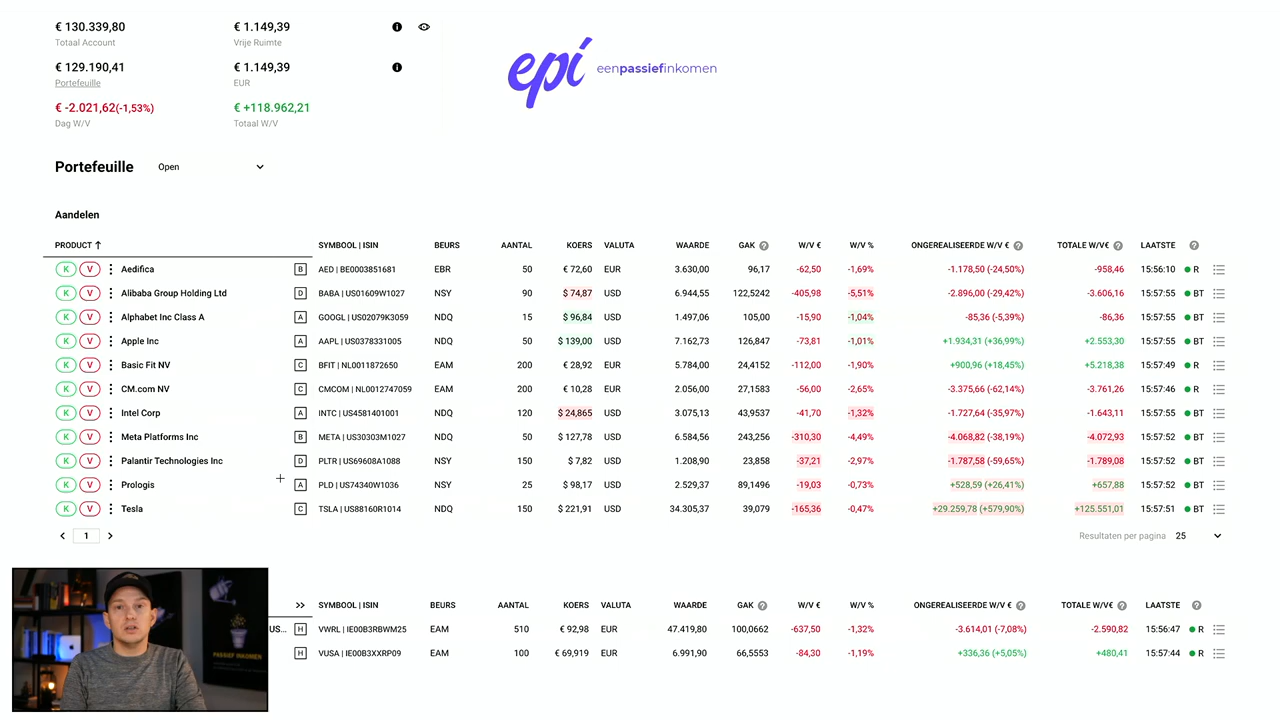 € 130.339,80 € 1.149,39
Totaal Account Vrije Ruimte
€ 129.190,41 € 1.149,39
Portefeuille EUR
€ -2.021,62(-1,53%) € +118.962,21
Dag W/V Totaal W/V
epi eenpassiefinkomen
Portefeuille Open
Aandelen
PRODUCT ↑ SYMBOOL | ISIN BEURS AANTAL KOERS VALUTA WAARDE GAK W/V € W/V % ONGEREALISEERDE W/V € TOTALE W/V€ LAATSTE
K V Aedifica B AED | BE0003851681 EBR 50 € 72,60 EUR 3.630,00 96,17 -62,50 -1,69% -1.178,50 (-24,50%) -958,46 15:56:10 R
K V Alibaba Group Holding Ltd D BABA | US01609W1027 NSY 90 $ 74,87 USD 6.944,55 122,5242 -405,98 -5,51% -2.896,00 (-29,42%) -3.606,16 15:57:55 BT
K V Alphabet Inc Class A A GOOGL | US02079K3059 NDQ 15 $ 96,84 USD 1.497,06 105,00 -15,90 -1,04% -85,36 (-5,39%) -86,36 15:57:55 BT
K V Apple Inc A AAPL | US0378331005 NDQ 50 $ 139,00 USD 7.162,73 126,847 -73,81 -1,01% +1.934,31 (+36,99%) +2.553,30 15:57:55 BT
K V Basic Fit NV C BFIT | NL0011872650 EAM 200 € 28,92 EUR 5.784,00 24,4152 -112,00 -1,90% +900,96 (+18,45%) +5.218,38 15:57:49 R
K V CM.com NV C CMCOM | NL0012747059 EAM 200 € 10,28 EUR 2.056,00 27,1583 -56,00 -2,65% -3.375,66 (-62,14%) -3.761,26 15:57:46 R
K V Intel Corp A INTC | US4581401001 NDQ 120 $ 24,865 USD 3.075,13 43,9537 -41,70 -1,32% -1.727,64 (-35,97%) -1.643,11 15:57:55 BT
K V Meta Platforms Inc B META | US30303M1027 NDQ 50 $ 127,78 USD 6.584,56 243,256 -310,30 -4,49% -4.068,82 (-38,19%) -4.072,93 15:57:52 BT
K V Palantir Technologies Inc D PLTR | US69608A1088 NSY 150 $ 7,82 USD 1.208,90 23,858 -37,21 -2,97% -1.787,58 (-59,65%) -1.789,08 15:57:52 BT
K V Prologis A PLD | US74340W1036 NSY 25 $ 98,17 USD 2.529,37 89,1496 -19,03 -0,73% +528,59 (+26,41%) +657,88 15:57:52 BT
K V Tesla C TSLA | US88160R1014 NDQ 150 $ 221,91 USD 34.305,37 39,079 -165,36 -0,47% +29.259,78 (+579,90%) +125.551,01 15:57:51 BT
1 Resultaten per pagina 25
SYMBOOL | ISIN BEURS AANTAL KOERS VALUTA WAARDE GAK W/V € W/V % ONGEREALISEERDE W/V € TOTALE W/V€ LAATSTE
US... H VWRL | IE00B3RBWM25 EAM 510 € 92,98 EUR 47.419,80 100,0662 -637,50 -1,32% -3.614,01 (-7,08%) -2.590,82 15:56:47 R
H VUSA | IE00B3XXRP09 EAM 100 € 69,919 EUR 6.991,90 66,5553 -84,30 -1,19% +336,36 (+5,05%) +480,41 15:57:44 R
PASSIEF INKOMEN